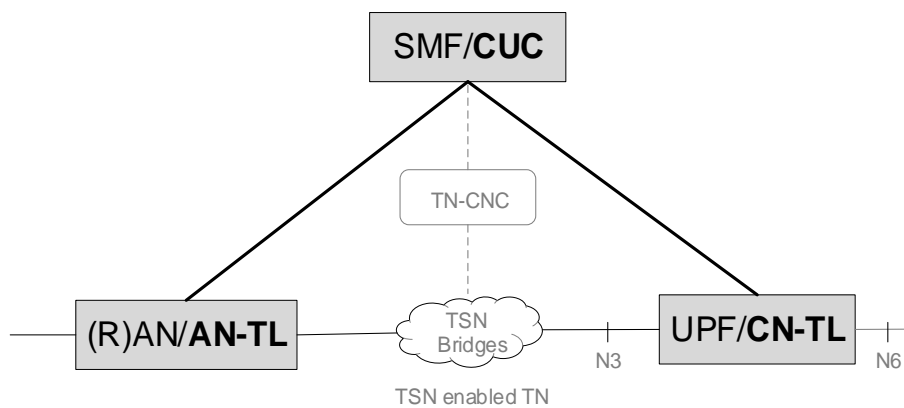 SMF/CUC
TN-CNC
(R)AN/AN-TL
TSN
Bridges
N3
UPF/CN-TL
N6
TSN enabled TN